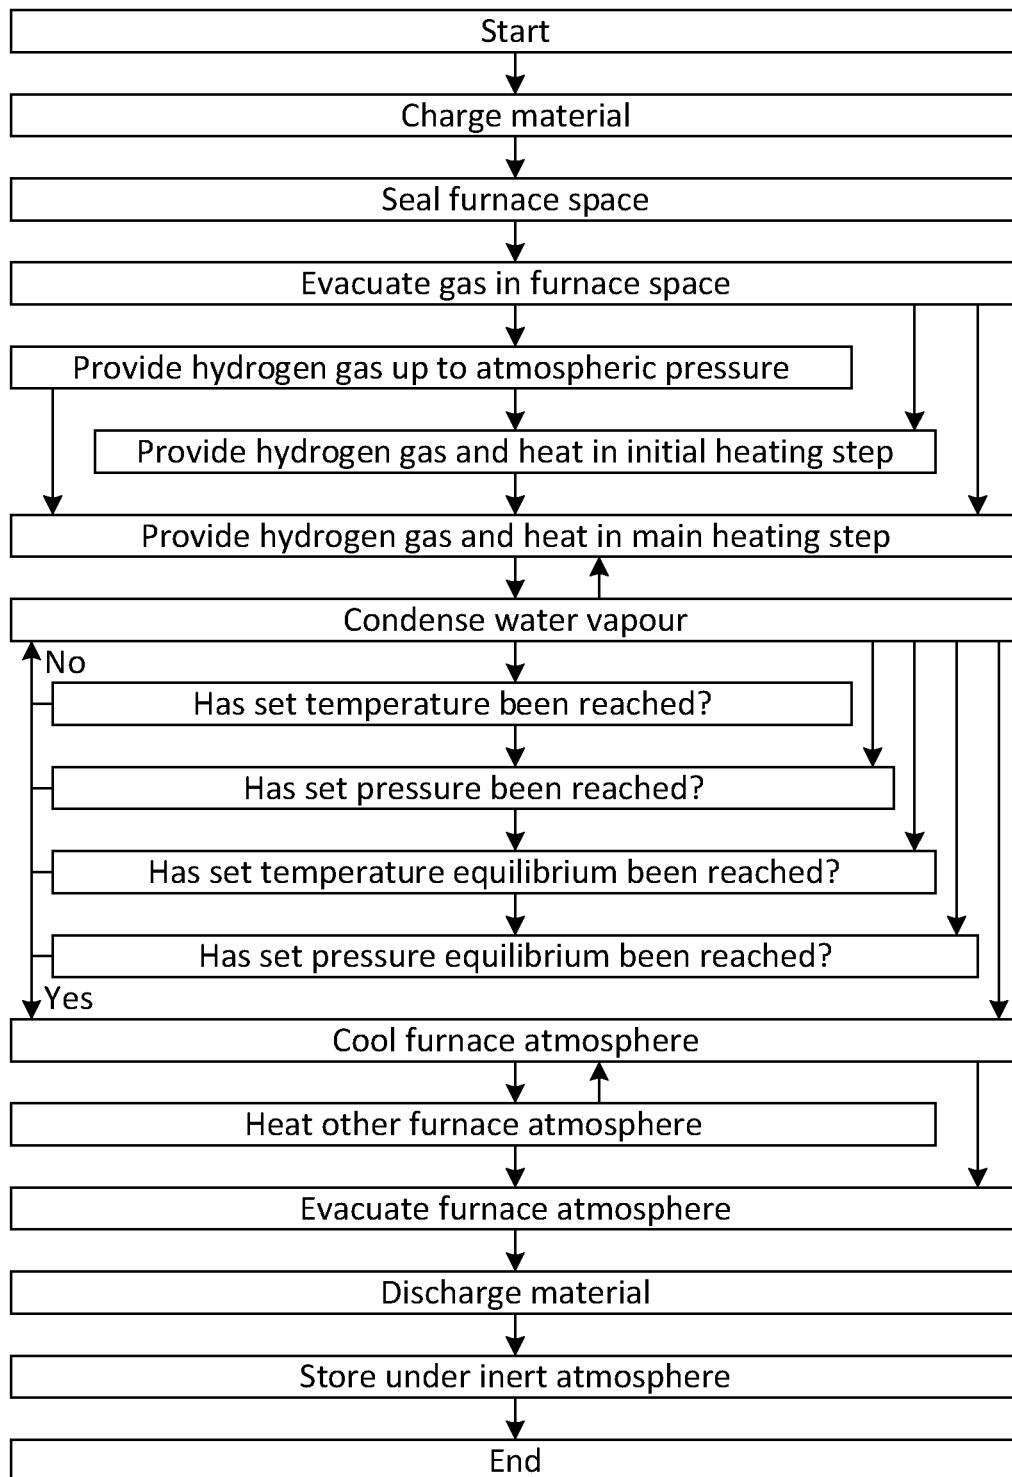 Start
Charge material
Seal furnace space
Evacuate gas in furnace space
Provide hydrogen gas up to atmospheric pressure
Provide hydrogen gas and heat in initial heating step
Provide hydrogen gas and heat in main heating step
Condense water vapour
No
Has set temperature been reached?
Has set pressure been reached?
Has set temperature equilibrium been reached?
Has set pressure equilibrium been reached?
Yes
Cool furnace atmosphere
Heat other furnace atmosphere
Evacuate furnace atmosphere
Discharge material
Store under inert atmosphere
End